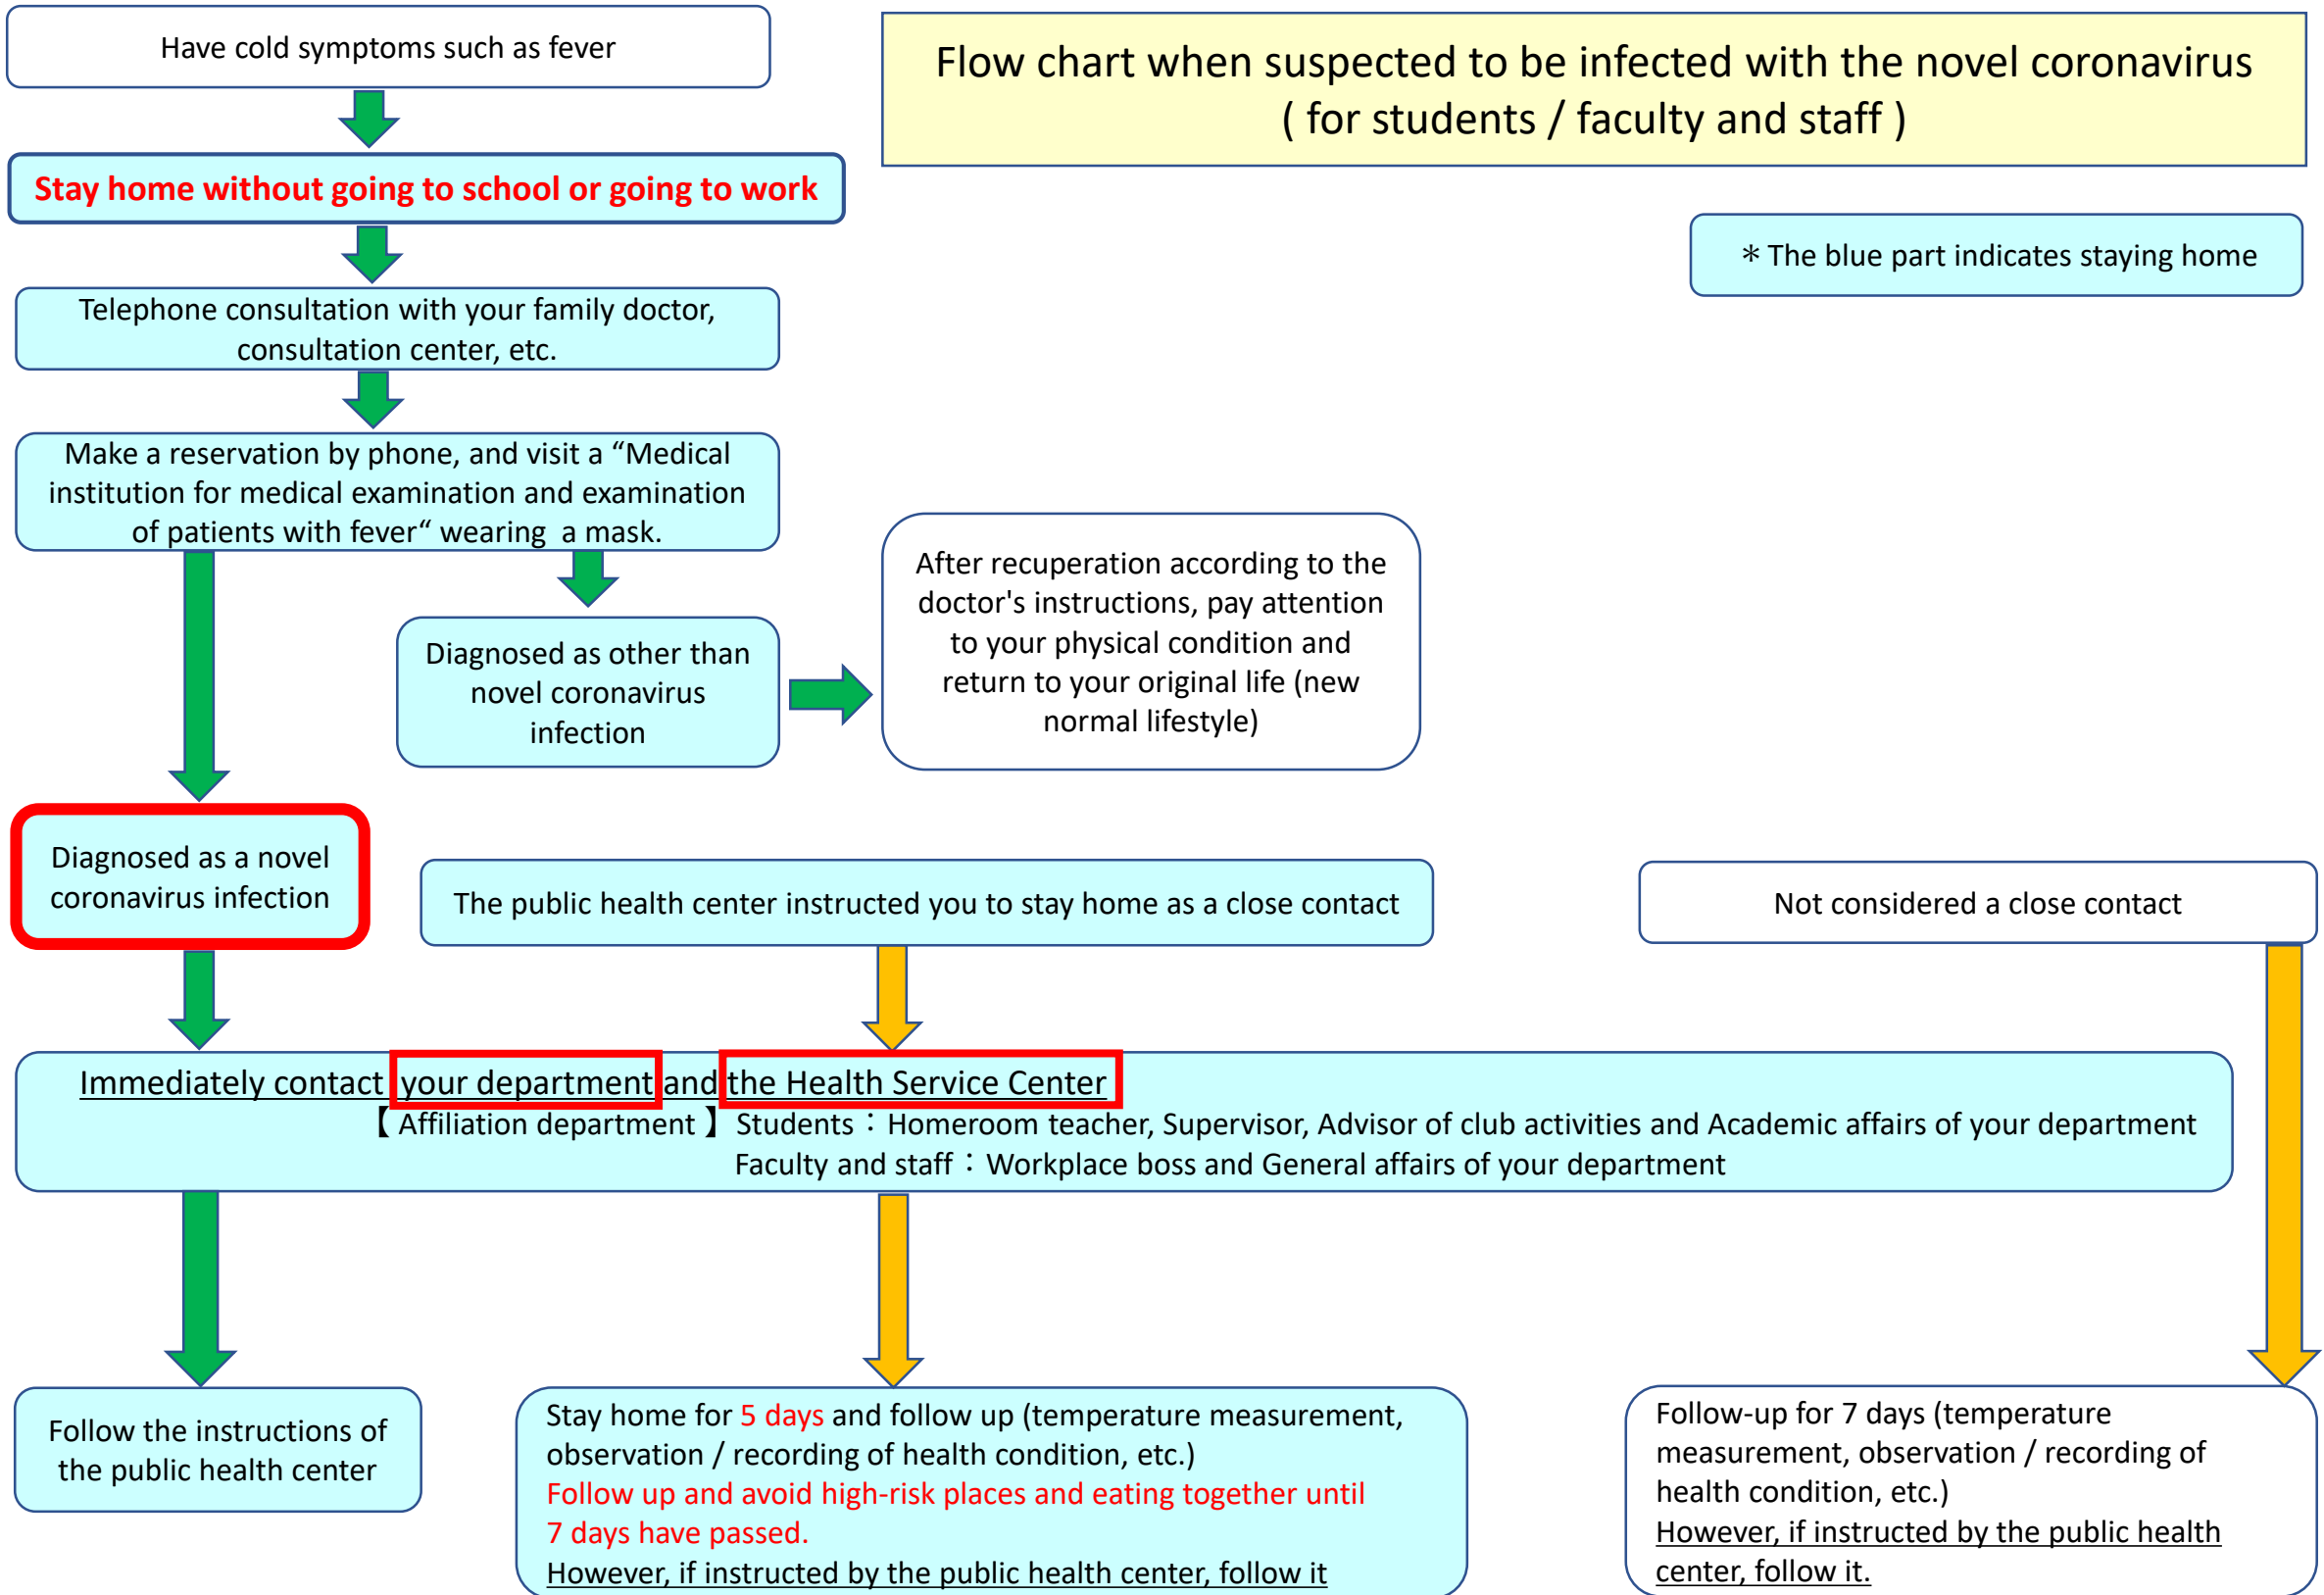 Have cold symptoms such as fever
Flow chart when suspected to be infected with the novel coronavirus
( for students / faculty and staff )
Stay home without going to school or going to work
＊The blue part indicates staying home
Telephone consultation with your family doctor,
consultation center, etc.
Make a reservation by phone, and visit a “Medical
institution for medical examination and examination
of patients with fever“ wearing  a mask.
Diagnosed as other than
novel coronavirus
infection
After recuperation according to the
doctor's instructions, pay attention
to your physical condition and
return to your original life (new
normal lifestyle)
Diagnosed as a novel
coronavirus infection
The public health center instructed you to stay home as a close contact
Not considered a close contact
Immediately contact your department and the Health Service Center
【 Affiliation department 】 Students：Homeroom teacher, Supervisor, Advisor of club activities and Academic affairs of your department
Faculty and staff：Workplace boss and General affairs of your department
Follow the instructions of
the public health center
Stay home for 5 days and follow up (temperature measurement,
observation / recording of health condition, etc.)
Follow up and avoid high-risk places and eating together until
7 days have passed.
However, if instructed by the public health center, follow it
Follow-up for 7 days (temperature
measurement, observation / recording of
health condition, etc.)
However, if instructed by the public health
center, follow it.